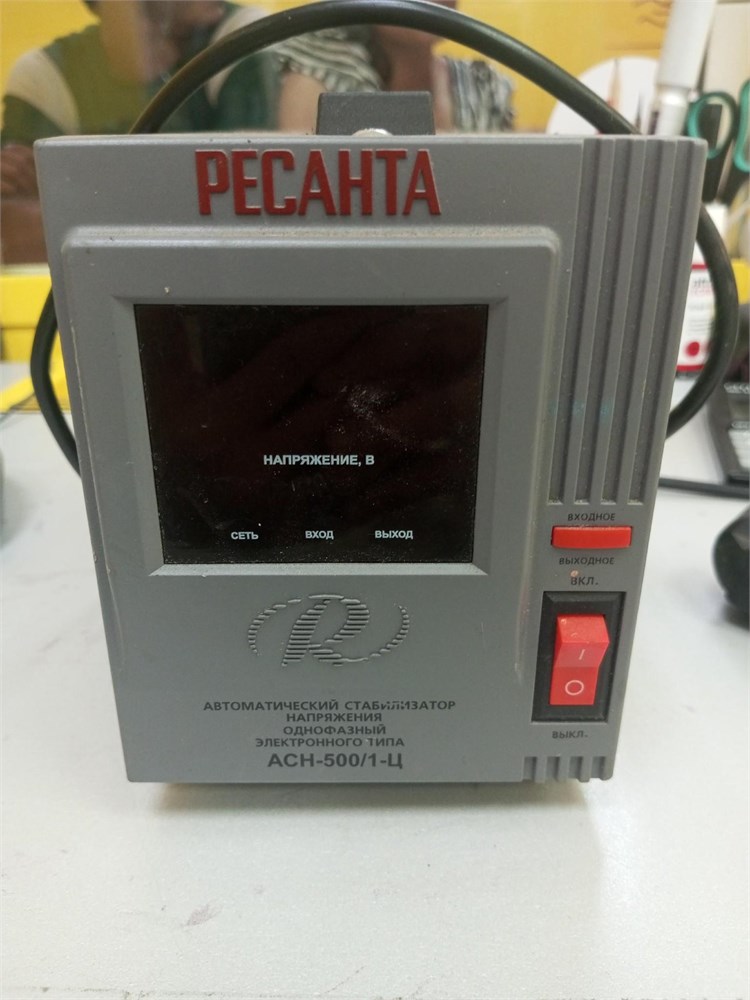 РЕСАНТА
НАПРЯЖЕНИЕ, В
СЕТЬ ВХОД ВЫХОД
ВХОДНОЕ
ВЫХОДНОЕ
ВКЛ.
I
O
ВЫКЛ.
R
АВТОМАТИЧЕСКИЙ СТАБИЛИЗАТОР
НАПРЯЖЕНИЯ
ОДНОФАЗНЫЙ
ЭЛЕКТРОННОГО ТИПА
АСН-500/1-Ц